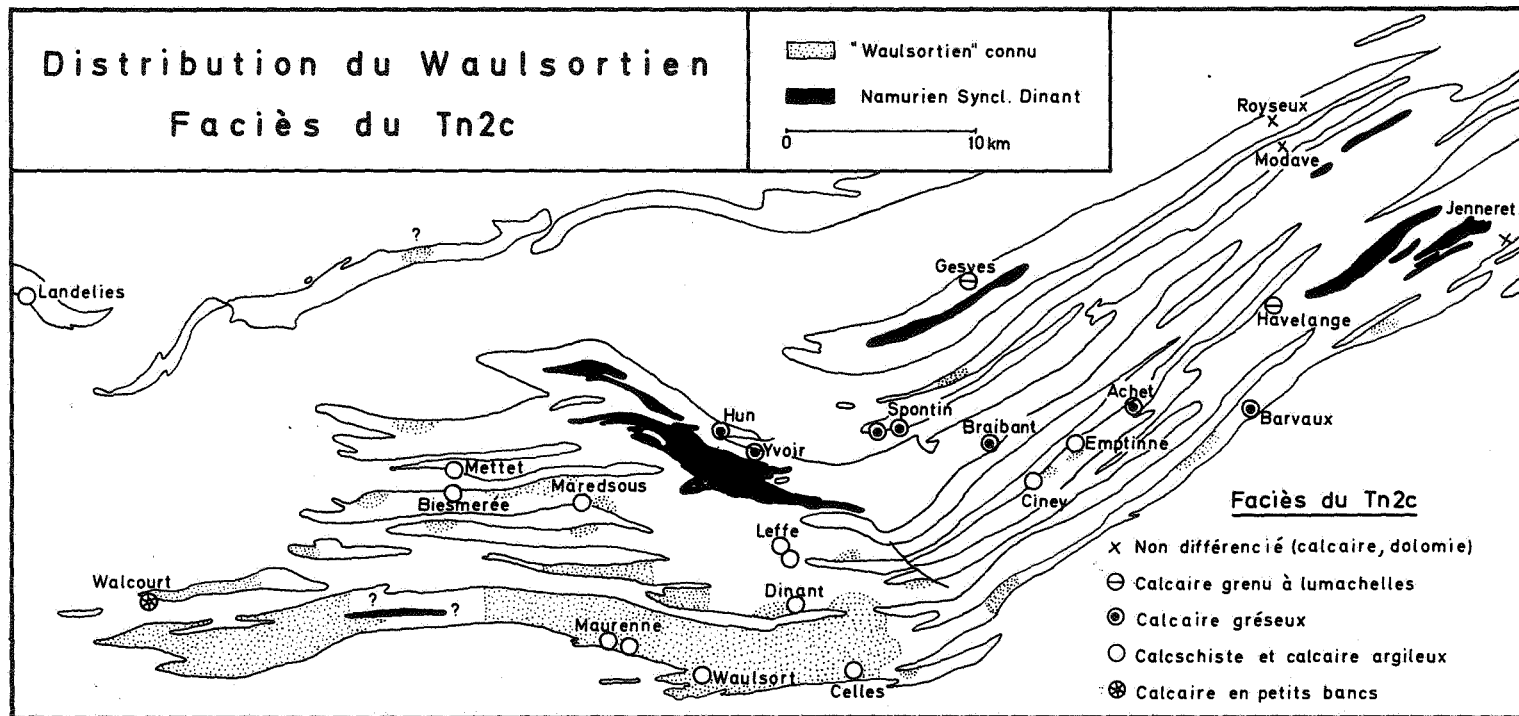 Distribution du Waulsortien
Faciès du Tn2c
"Waulsortien" connu
Namurien Syncl. Dinant
0 10 km
Royseux
Modave
Jenneret
?
Landelies
Gesves
Havelange
Hun
Yvoir
Spontin
Braibant
Achet
Emptinne
Barvaux
Ciney
Mettet
Biesmerée
Maredsous
Leffe
Walcourt
Dinant
? ?
Maurenne
Waulsort
Celles
Faciès du Tn2c
Non différencié (calcaire, dolomie)
Calcaire grenu à lumachelles
Calcaire gréseux
Calcschiste et calcaire argileux
Calcaire en petits bancs